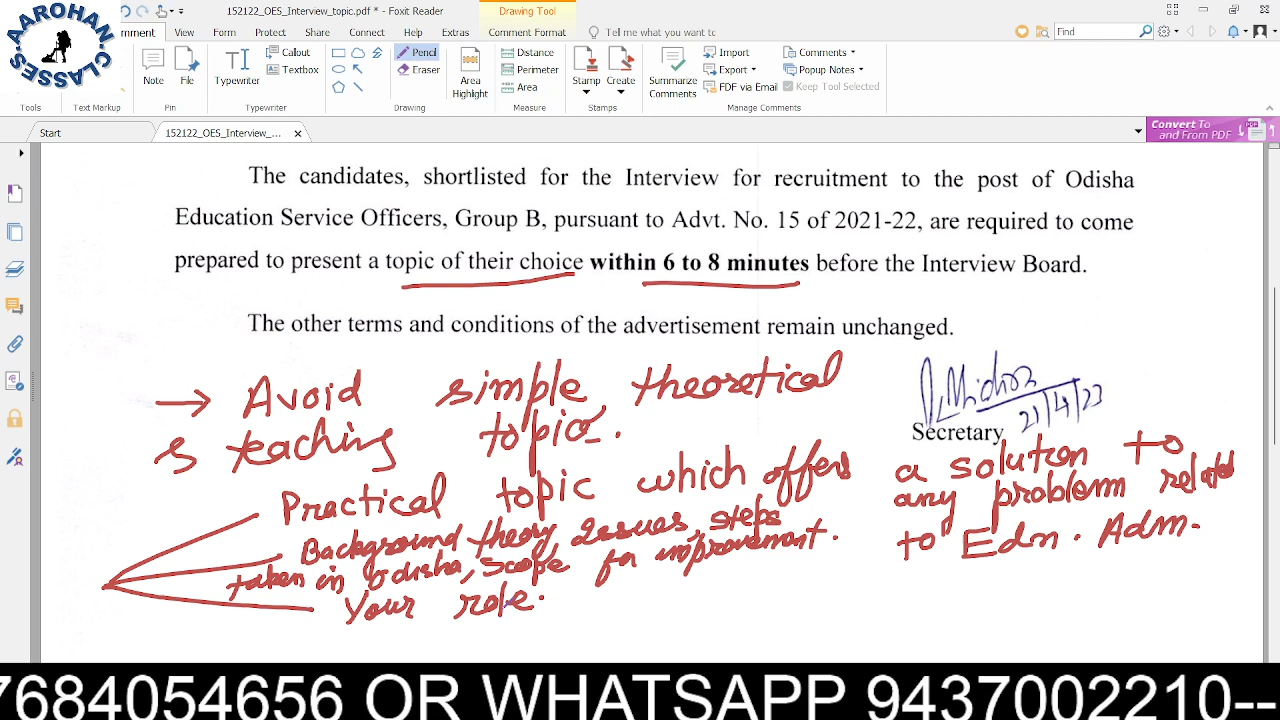 AAROHAN CLASSES
152122_OES_Interview_topic.pdf * - Foxit Reader
Drawing Tool
Comment View Form Protect Share Connect Help Extras Comment Format Tell me what you want to Find
Note File Typewriter Callout Textbox Pencil Eraser Area Highlight Distance Perimeter Area Stamp Create Summarize Comments Import Export FDF via Email Comments Popup Notes Keep Tool Selected
Tools Text Markup Pin Typewriter Drawing Measure Stamps Manage Comments
Start 152122_OES_Interview_... Convert To and From PDF
The candidates, shortlisted for the Interview for recruitment to the post of Odisha
Education Service Officers, Group B, pursuant to Advt. No. 15 of 2021-22, are required to come
prepared to present a topic of their choice within 6 to 8 minutes before the Interview Board.
The other terms and conditions of the advertisement remain unchanged.
→ Avoid simple theoretical
teaching topic.
21/4/23
Secretary
Practical topic which offers a solution to
any problem related
to Edn. Adm.
Background theory issues, steps
taken in Odisha, scope for improvement.
Your role.
7684054656 OR WHATSAPP 9437002210--